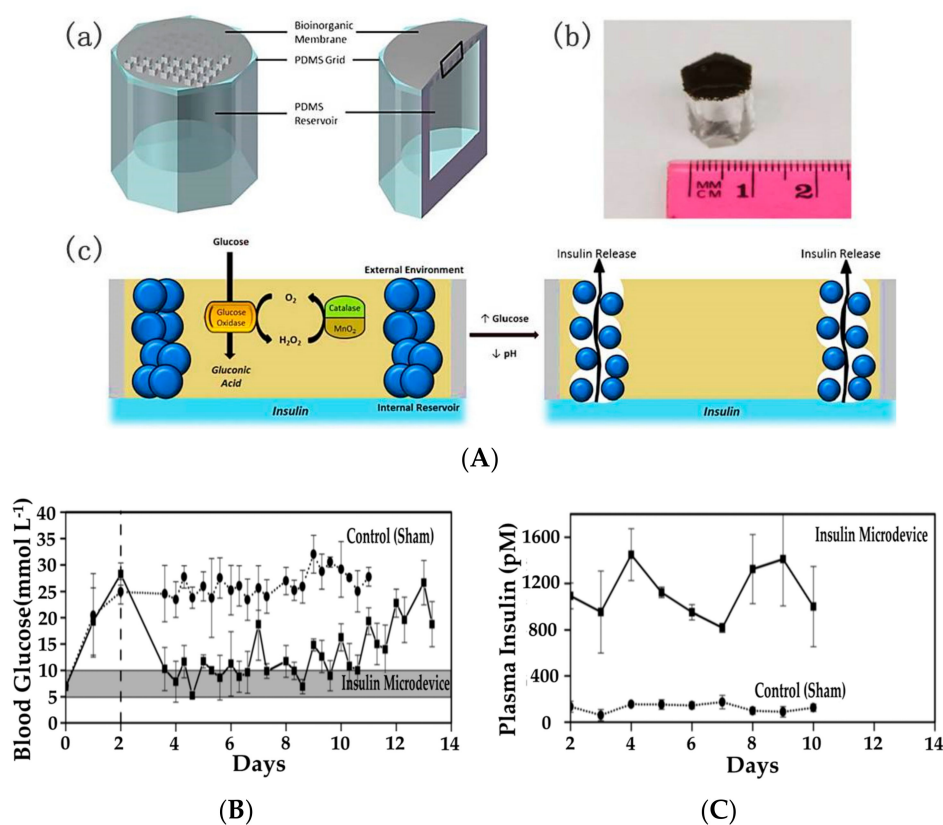 (a)
Bioinorganic
Membrane
PDMS Grid
PDMS
Reservoir
(b)
MM
CM
1
2
(c)
Glucose
Glucose
Oxidase
Gluconic
Acid
O2
H2O2
Catalase
MnO2
External Environment
Internal Reservoir
Insulin
↑ Glucose
↓ pH
Insulin Release
Insulin Release
Insulin
(A)
Blood Glucose(mmol L-1)
40
35
30
25
20
15
10
5
0
Control (Sham)
Insulin Microdevice
0 2 4 6 8 10 12 14
Days
(B)
Plasma Insulin (pM)
1600
1200
800
400
0
Insulin Microdevice
Control (Sham)
2 4 6 8 10 12 14
Days
(C)